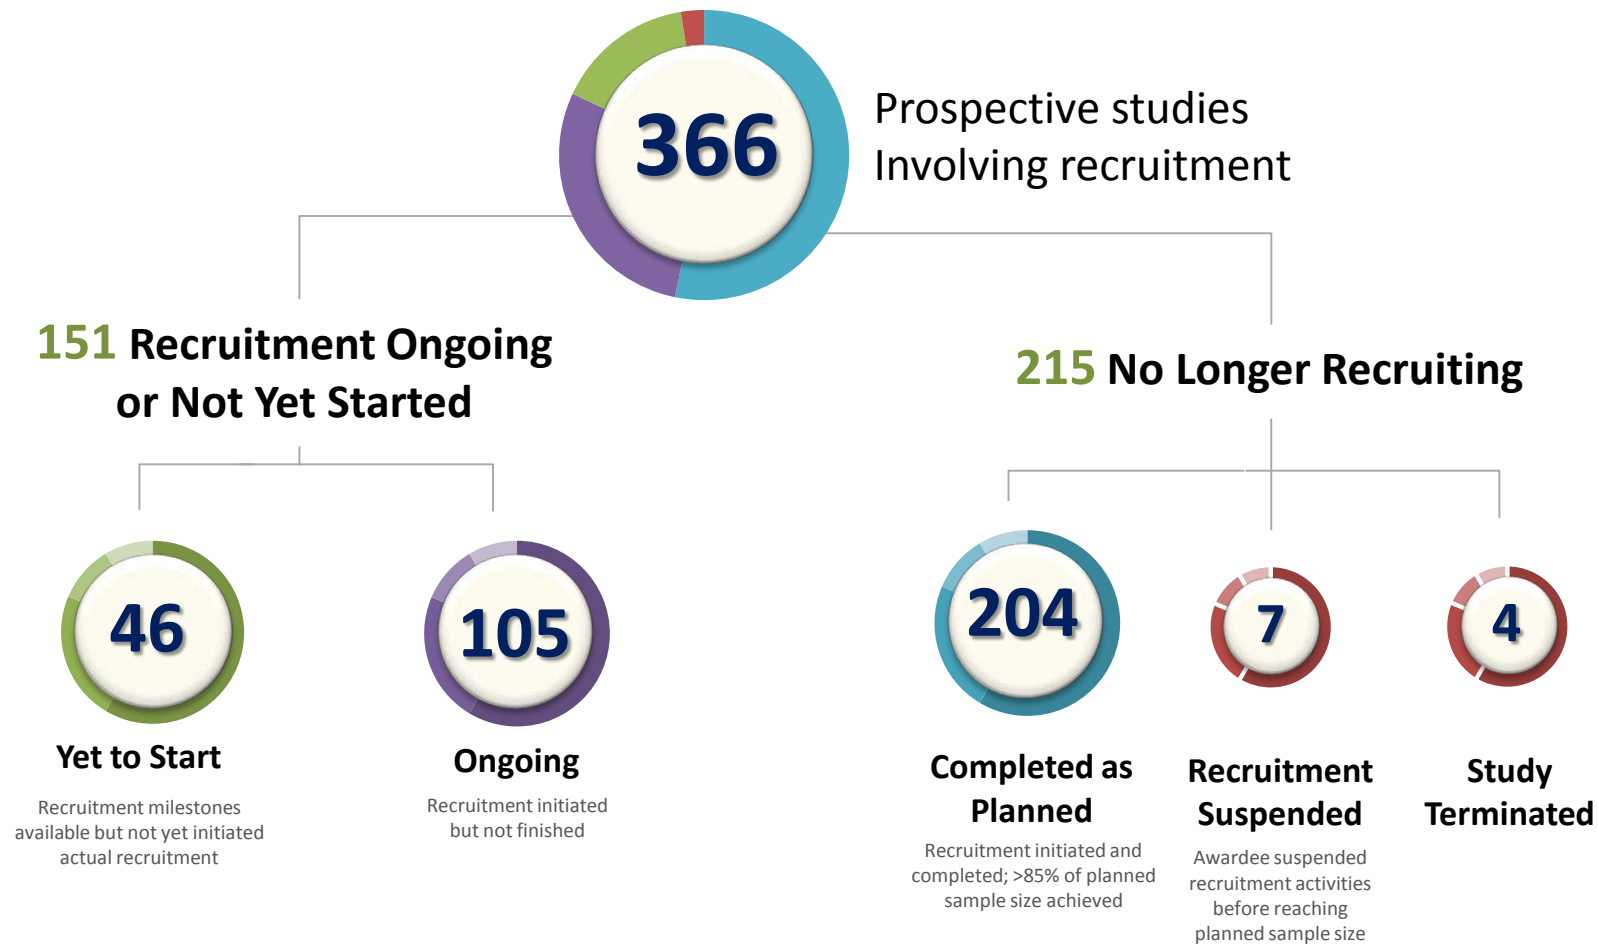 366
Prospective studies
Involving recruitment
151 Recruitment Ongoing
or Not Yet Started
46
Yet to Start
Recruitment milestones
available but not yet initiated
actual recruitment
105
Ongoing
Recruitment initiated
but not finished
215 No Longer Recruiting
204
Completed as
Planned
Recruitment initiated and
completed; >85% of planned
sample size achieved
7
Recruitment
Suspended
Awardee suspended
recruitment activities
before reaching
planned sample size
4
Study
Terminated